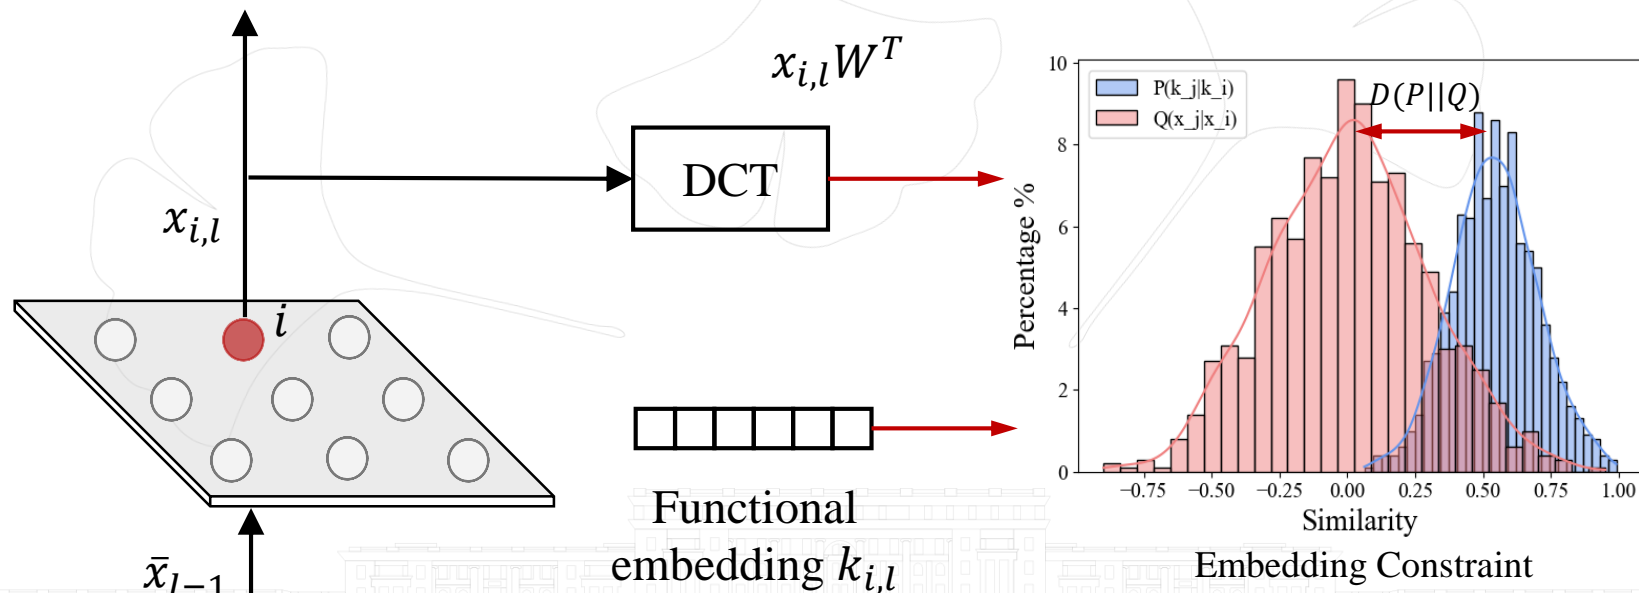 x_{i,l}W^T
DCT
x_{i,l}
i
x̄_{l-1}
Functional
embedding k_{i,l}
10
8
6
4
2
0
Percentage %
P(k_j|k_i)
Q(x_j|x_i)
D(P||Q)
−0.75 −0.50 −0.25 0.00 0.25 0.50 0.75 1.00
Similarity
Embedding Constraint